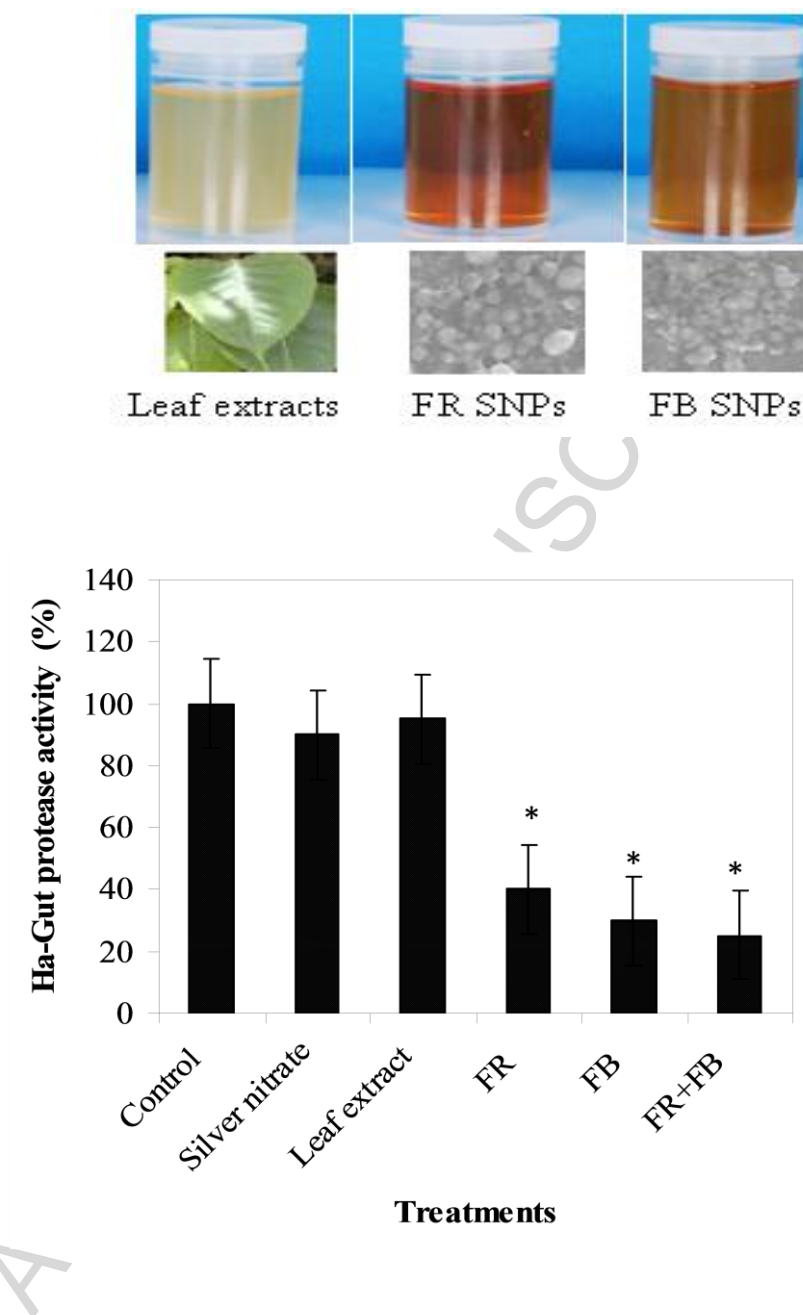 Leaf extracts FR SNPs FB SNPs
Ha-Gut protease activity (%)
140
120
100
80
60
40
20
0
* * *
Control Silver nitrate Leaf extract FR FB FR+FB
Treatments